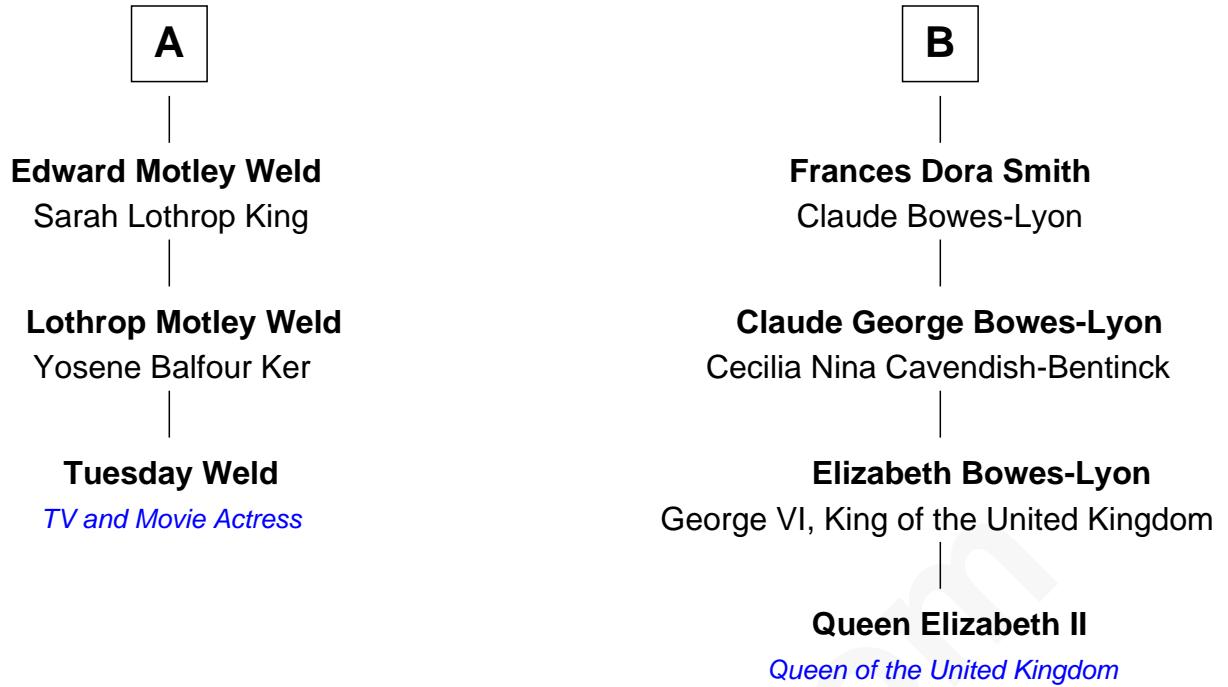 A
Edward Motley Weld
Sarah Lothrop King
Lothrop Motley Weld
Yosene Balfour Ker
Tuesday Weld
TV and Movie Actress
B
Frances Dora Smith
Claude Bowes-Lyon
Claude George Bowes-Lyon
Cecilia Nina Cavendish-Bentinck
Elizabeth Bowes-Lyon
George VI, King of the United Kingdom
Queen Elizabeth II
Queen of the United Kingdom